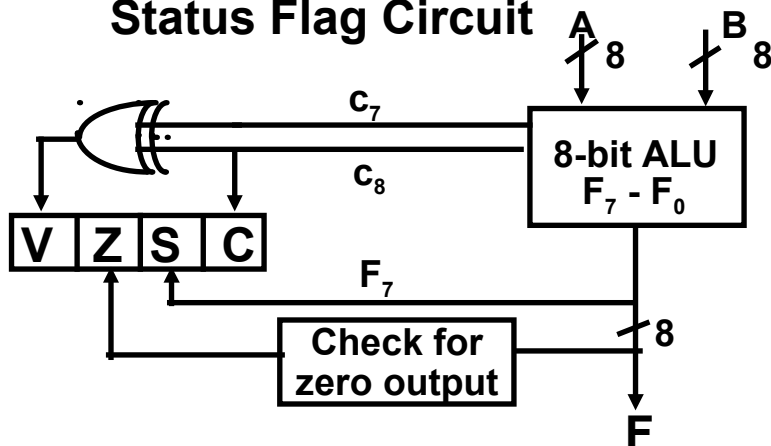 Status Flag Circuit
A
8
B
8
c7
c8
8-bit ALU
F7 - F0
V Z S C
F7
8
Check for
zero output
F